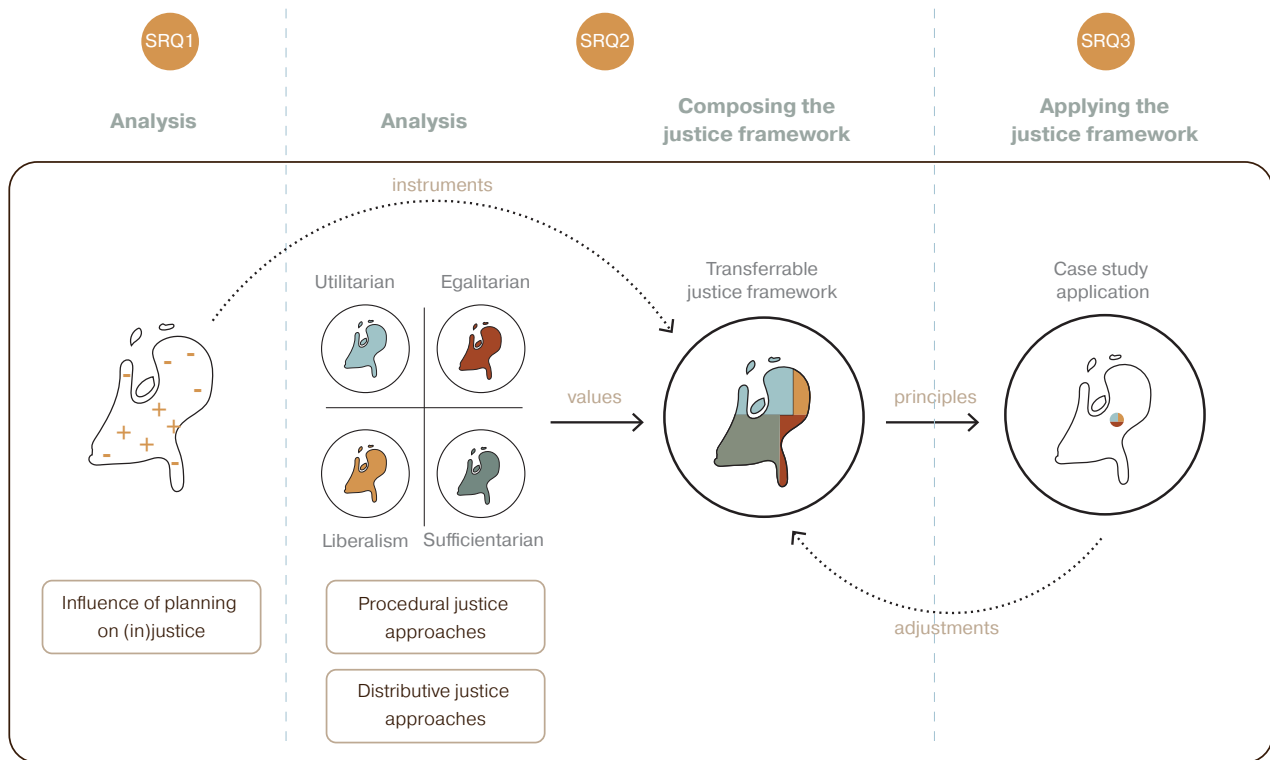 SRQ1
SRQ2
SRQ3
Analysis
Analysis
Composing the
justice framework
Applying the
justice framework
instruments
Utilitarian
Egalitarian
Transferrable
justice framework
Case study
application
values
principles
Liberalism
Sufficientarian
Influence of planning
on (in)justice
Procedural justice
approaches
adjustments
Distributive justice
approaches